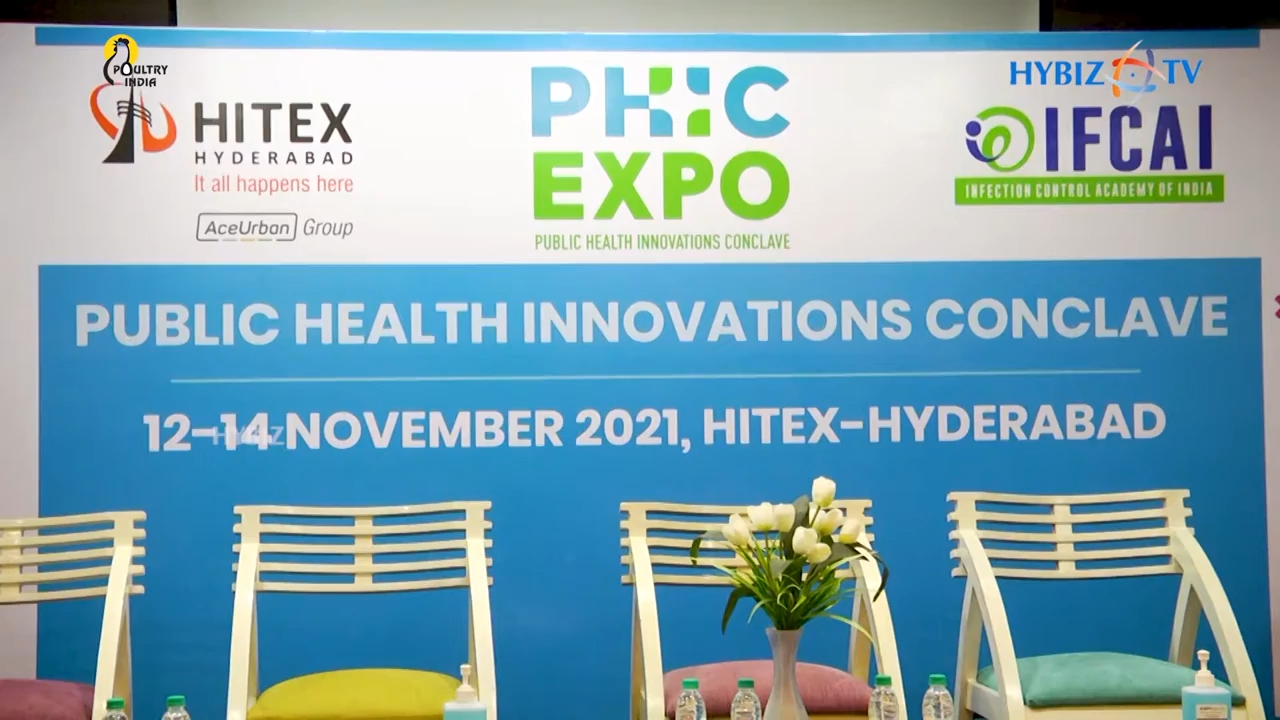 POULTRY
INDIA
HITEX
HYDERABAD
It all happens here
AceUrban Group
PHIC
EXPO
PUBLIC HEALTH INNOVATIONS CONCLAVE
HYBIZ TV
IFCAI
INFECTION CONTROL ACADEMY OF INDIA
PUBLIC HEALTH INNOVATIONS CONCLAVE
12-14 NOVEMBER 2021, HITEX-HYDERABAD
HYBIZ